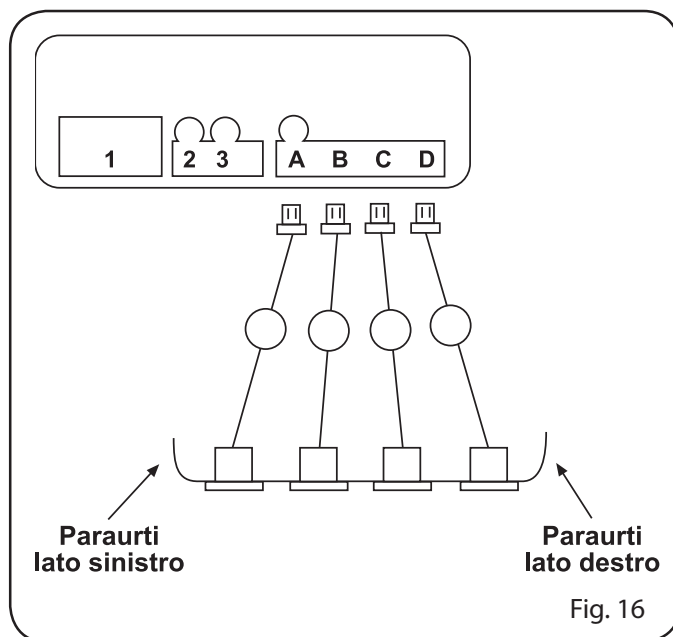 1 2 3 A B C D
Paraurti
lato sinistro
Paraurti
lato destro
Fig. 16